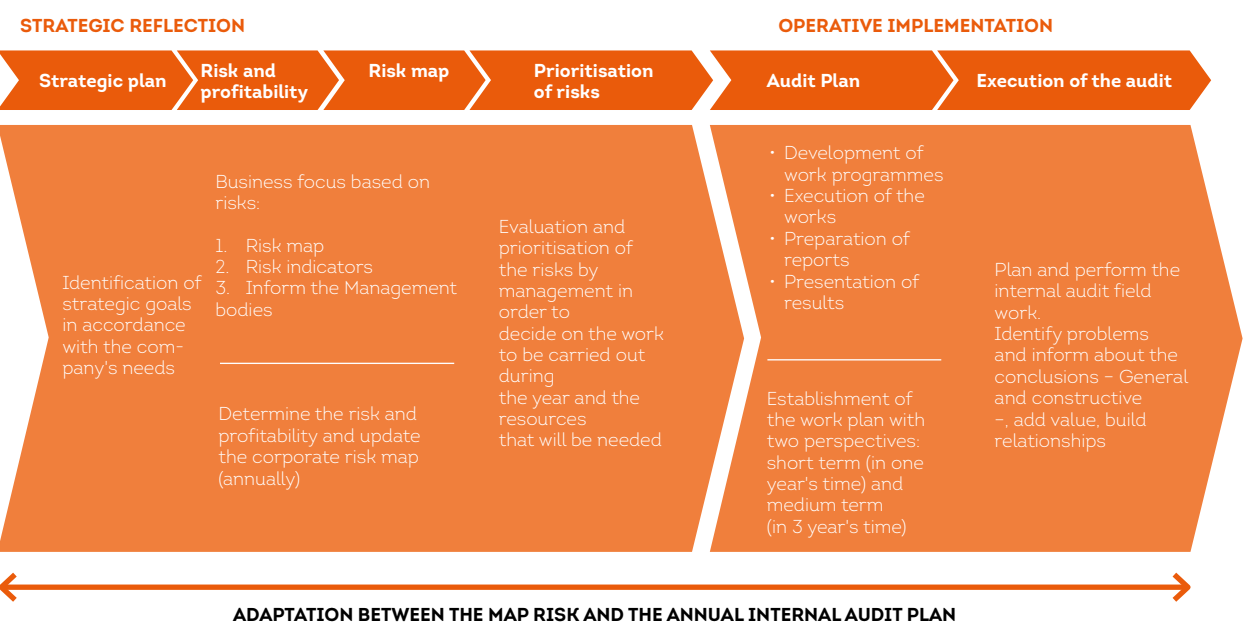 STRATEGIC REFLECTION
OPERATIVE IMPLEMENTATION
Strategic plan
Risk and
profitability
Risk map
Prioritisation
of risks
Audit Plan
Execution of the audit
Identification of
strategic goals
in accordance
with the com-
pany's needs
Business focus based on
risks:
1. Risk map
2. Risk indicators
3. Inform the Management
bodies
Determine the risk and
profitability and update
the corporate risk map
(annually)
Evaluation and
prioritisation of
the risks by
management in
order to
decide on the work
to be carried out
during
the year and the
resources
that will be needed
• Development of
work programmes
• Execution of the
works
• Preparation of
reports
• Presentation of
results
Establishment of
the work plan with
two perspectives:
short term (in one
year's time) and
medium term
(in 3 year's time)
Plan and perform the
internal audit field
work.
Identify problems
and inform about the
conclusions – General
and constructive
–, add value, build
relationships
ADAPTATION BETWEEN THE MAP RISK AND THE ANNUAL INTERNAL AUDIT PLAN